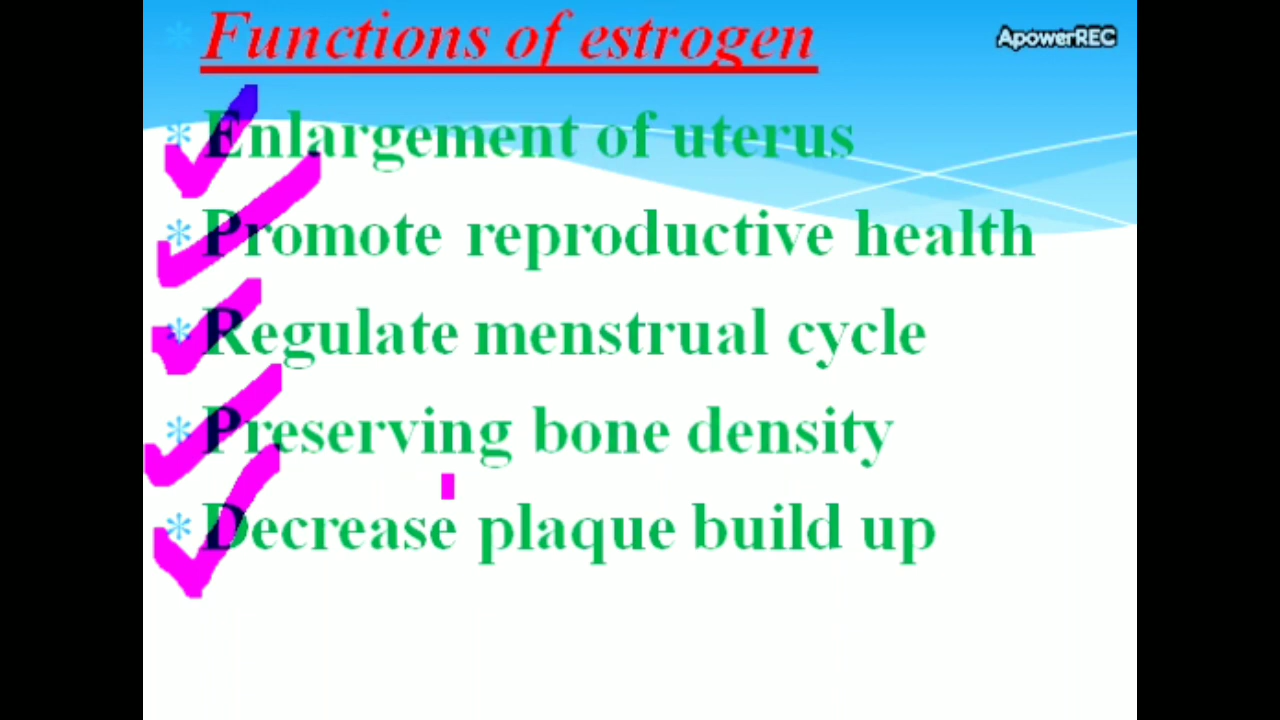 * Functions of estrogen
ApowerREC
* Enlargement of uterus
* Promote reproductive health
* Regulate menstrual cycle
* Preserving bone density
* Decrease plaque build up